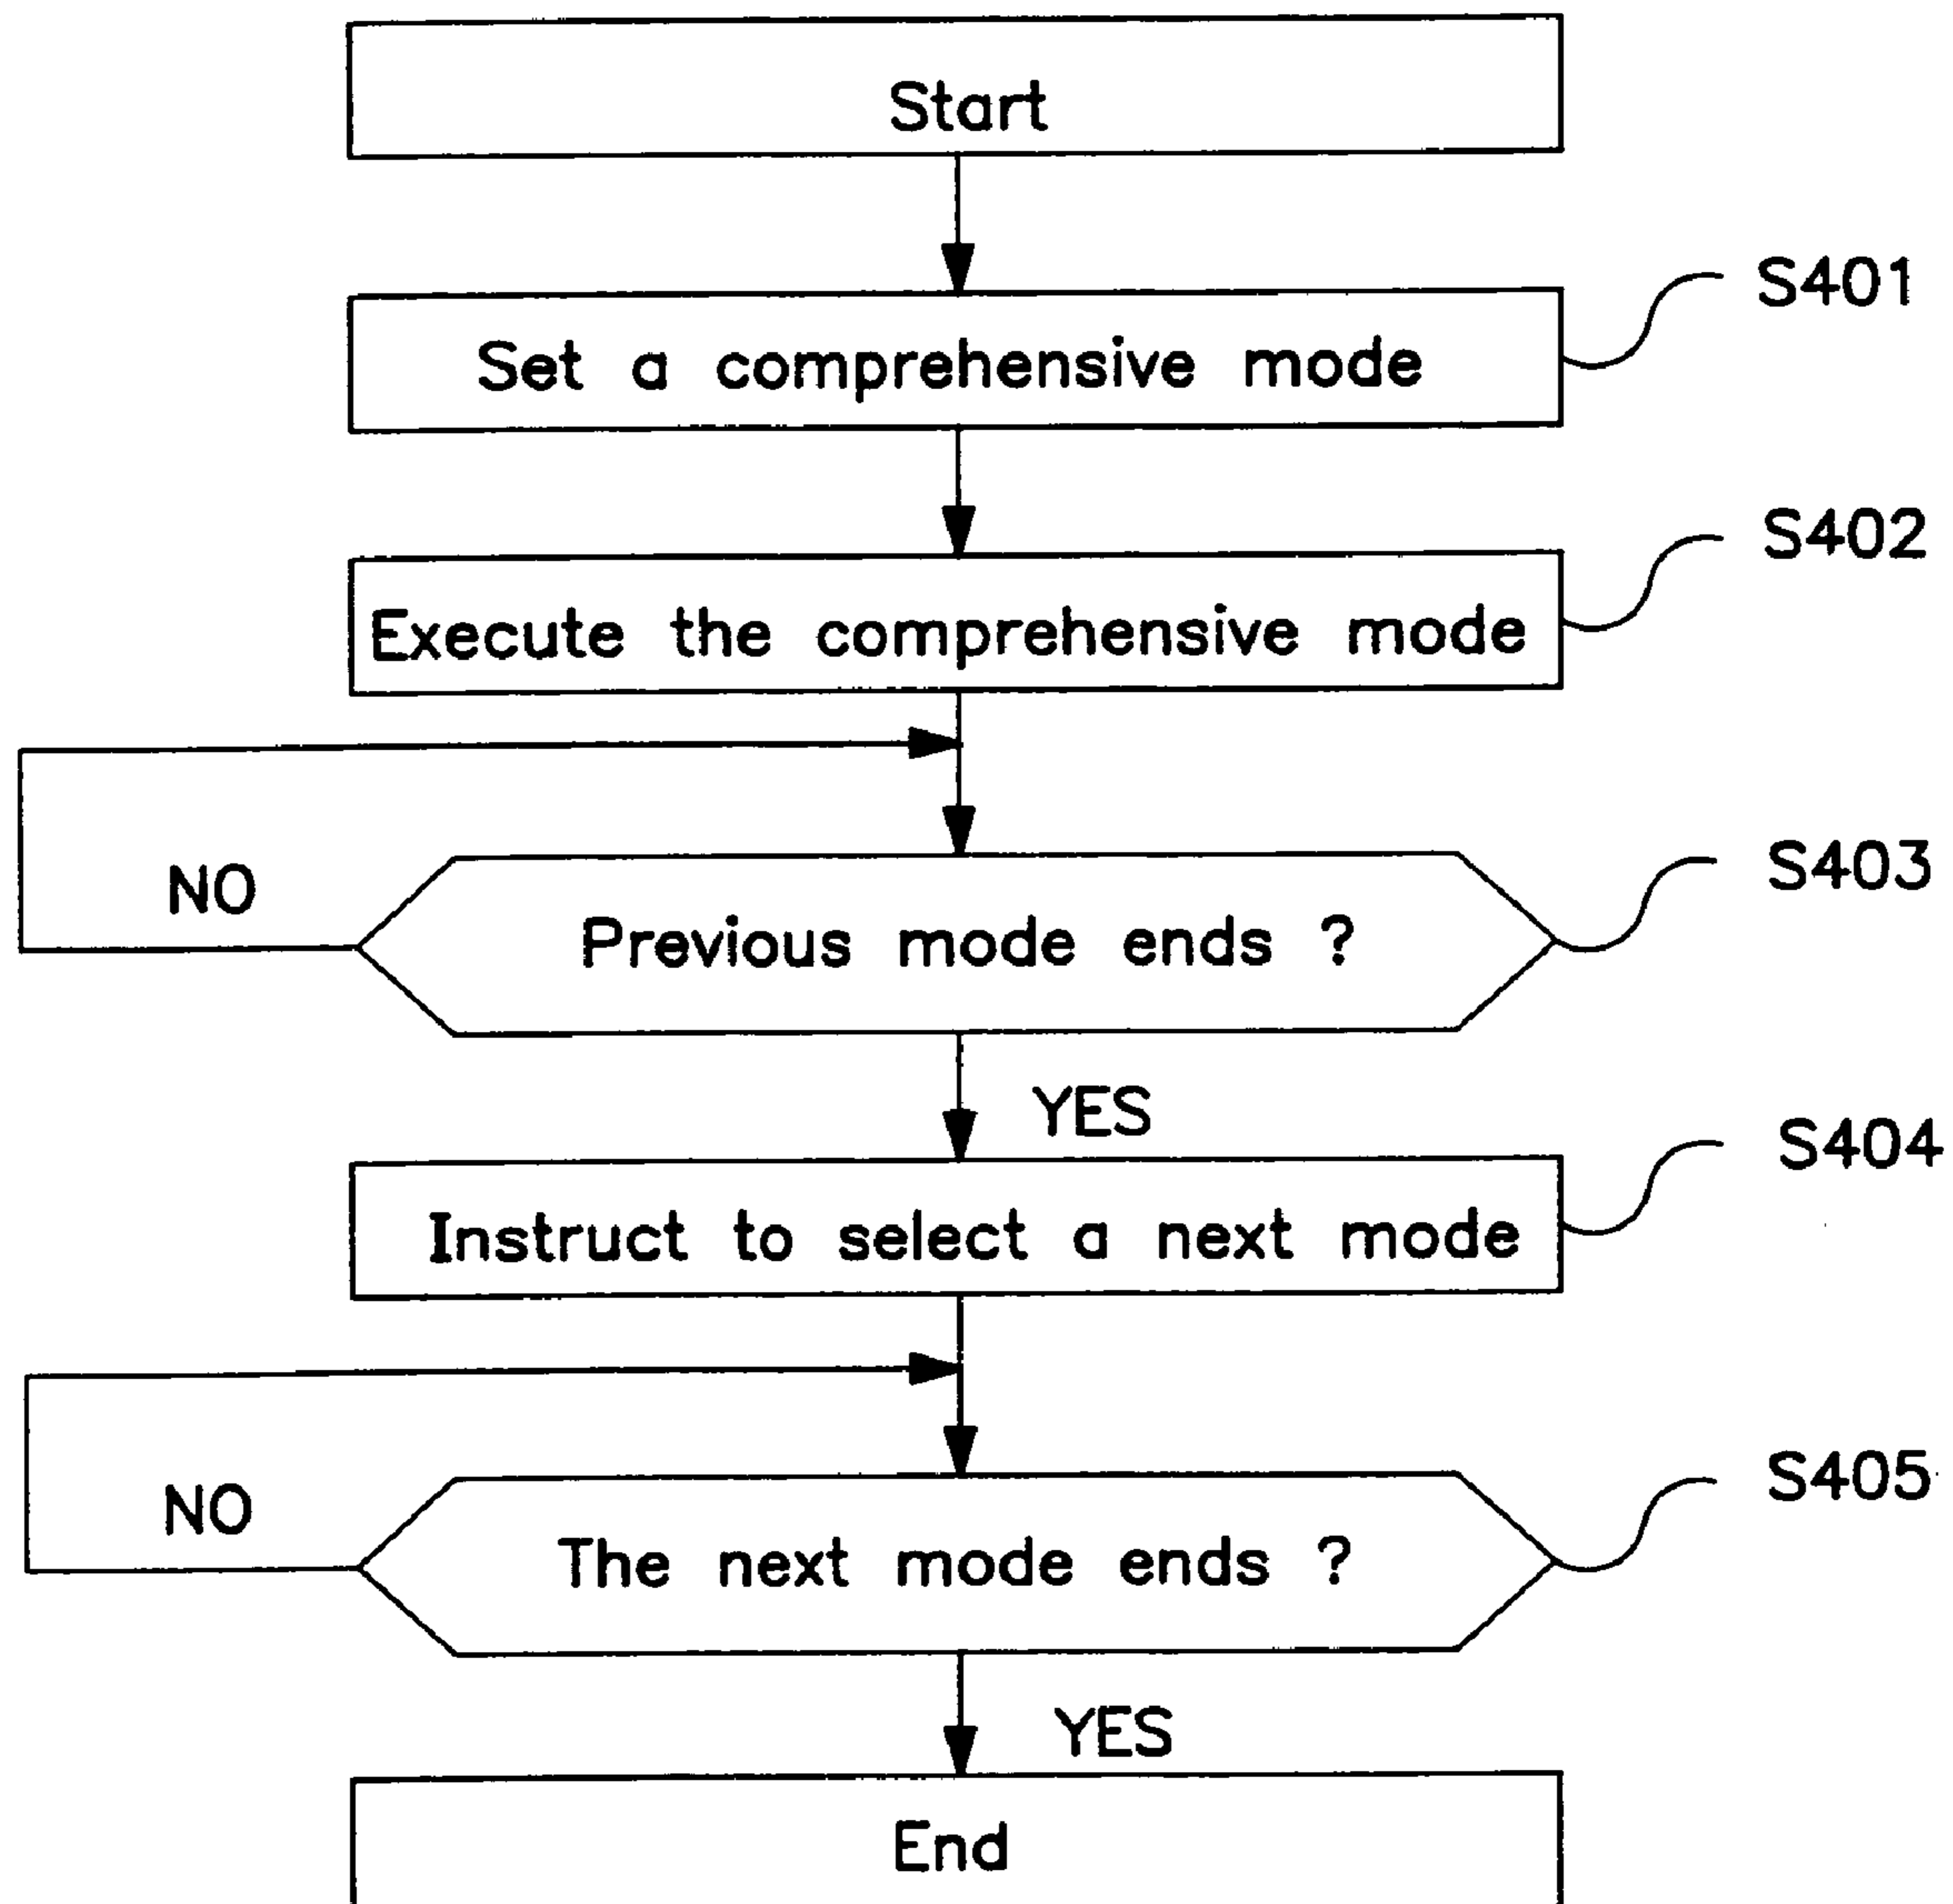 Start
S401
Set a comprehensive mode
S402
Execute the comprehensive mode
S403
NO
Previous mode ends ?
YES
S404
Instruct to select a next mode
S405
NO
The next mode ends ?
YES
End